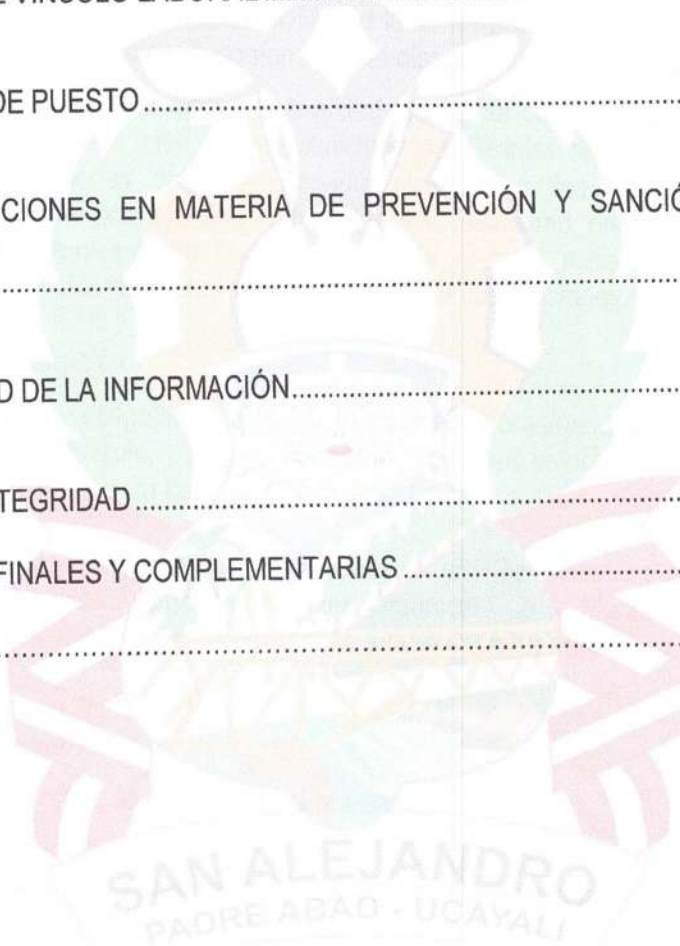 DE PUESTO ....................................................................
CIONES EN MATERIA DE PREVENCIÓN Y SANCIÓ
....................................................................
D DE LA INFORMACIÓN....................................................................
TEGRIDAD ....................................................................
FINALES Y COMPLEMENTARIAS ....................................................................
....................................................................
SAN ALEJANDRO
PADRE ABAD - UCAYALI